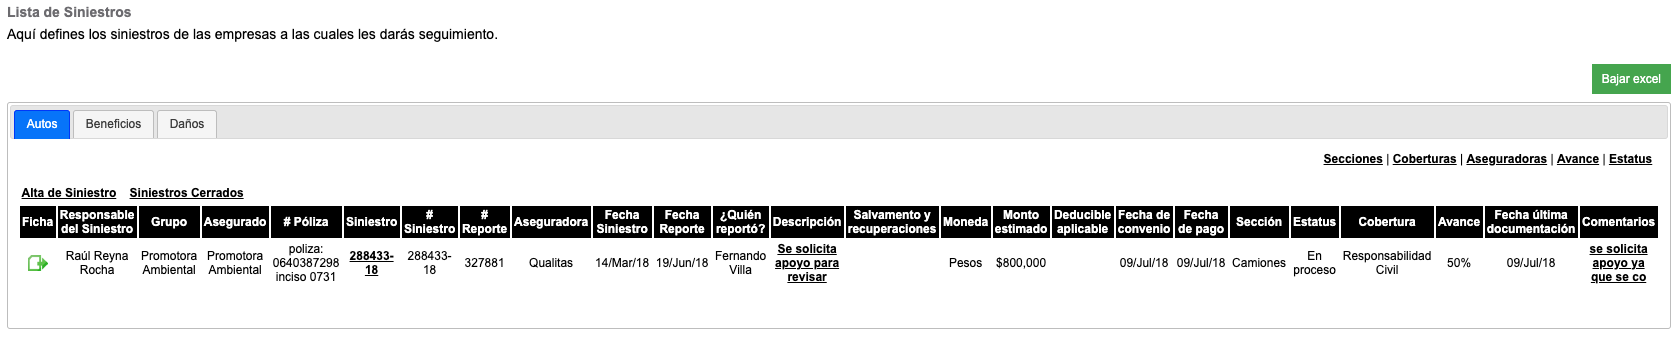 Lista de Siniestros
Aquí defines los siniestros de las empresas a las cuales les darás seguimiento.
Bajar excel
Autos Beneficios Daños
Secciones | Coberturas | Aseguradoras | Avance | Estatus
Alta de Siniestro Siniestros Cerrados
Ficha Responsable del Siniestro Grupo Asegurado # Póliza Siniestro # Siniestro # Reporte Aseguradora Fecha Siniestro Fecha Reporte ¿Quién reportó? Descripción Salvamento y recuperaciones Moneda Monto estimado Deducible aplicable Fecha de convenio Fecha de pago Sección Estatus Cobertura Avance Fecha última documentación Comentarios
Raúl Reyna Rocha Promotora Ambiental Promotora Ambiental poliza: 0640387298 inciso 0731 288433-18 288433-18 327881 Qualitas 14/Mar/18 19/Jun/18 Fernando Villa Se solicita apoyo para revisar Pesos $800,000 09/Jul/18 09/Jul/18 Camiones En proceso Responsabilidad Civil 50% 09/Jul/18 se solicita apoyo ya que se co